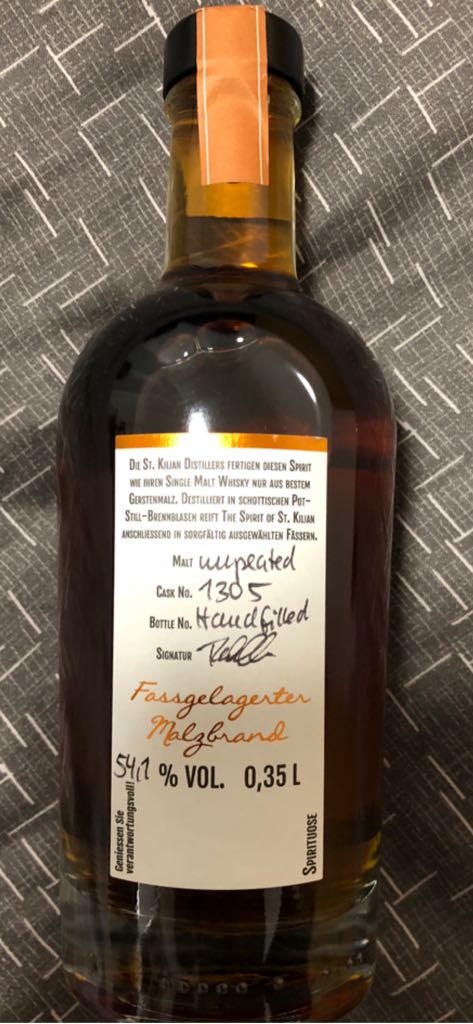 Die St. Kilian Distillers fertigen diesen Spirit
wie ihren Single Malt Whisky nur aus bestem
Gerstenmalz. Destilliert in schottischen Pot-
Still-Brennblasen reift The Spirit of St. Kilian
anschliessend in sorgfältig ausgewählten Fässern.
Malt unpeated
Cask No. 1305
Bottle No. Handfilled
Signatur
Fassgelagerter
Malzbrand
54,1 % VOL. 0,35 L
Geniessen Sie
verantwortungsvoll!
Spirituose